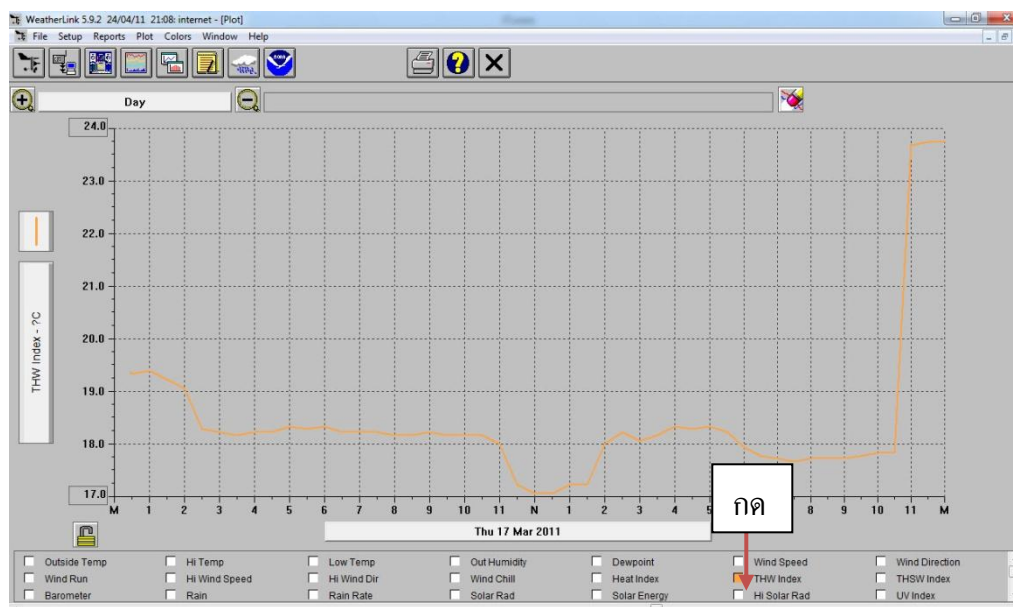 WeatherLink 5.9.2 24/04/11 21:08: internet - [Plot]
File Setup Reports Plot Colors Window Help
Day
24.0
23.0
22.0
21.0
20.0
19.0
18.0
17.0
THW Index - ?C
M 1 2 3 4 5 6 7 8 9 10 11 N 1 2 3 4 5 8 9 10 11 M
กด
Thu 17 Mar 2011
Outside Temp Hi Temp Low Temp Out Humidity Dewpoint Wind Speed Wind Direction
Wind Run Hi Wind Speed Hi Wind Dir Wind Chill Heat Index THW Index THSW Index
Barometer Rain Rain Rate Solar Rad Solar Energy Hi Solar Rad UV Index